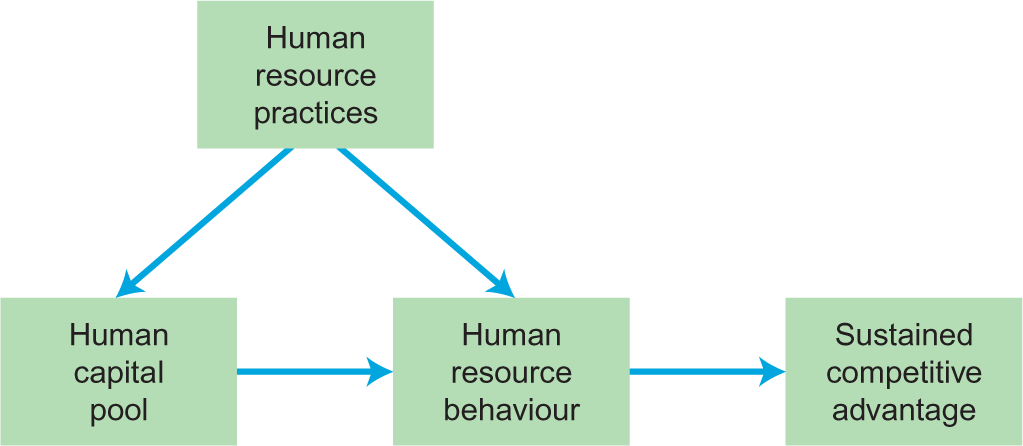 Human
resource
practices
Human
capital
pool
Human
resource
behaviour
Sustained
competitive
advantage